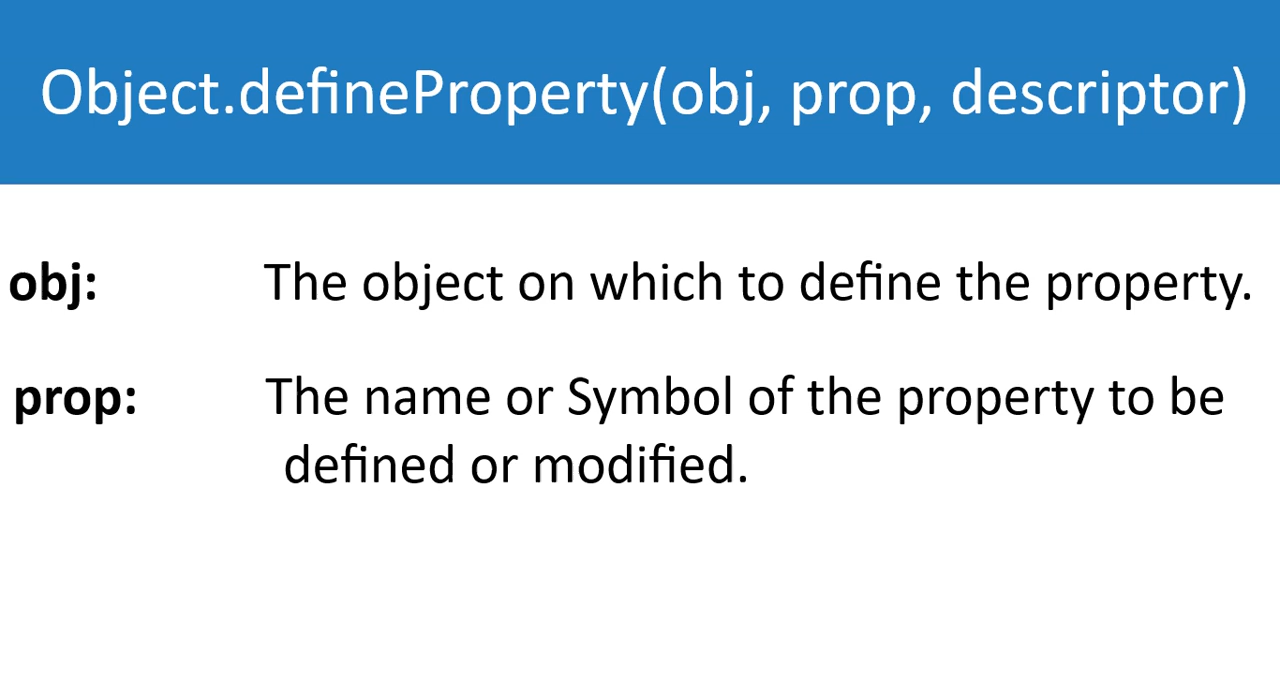 Object.defineProperty(obj, prop, descriptor)
obj: The object on which to define the property.
prop: The name or Symbol of the property to be
defined or modified.